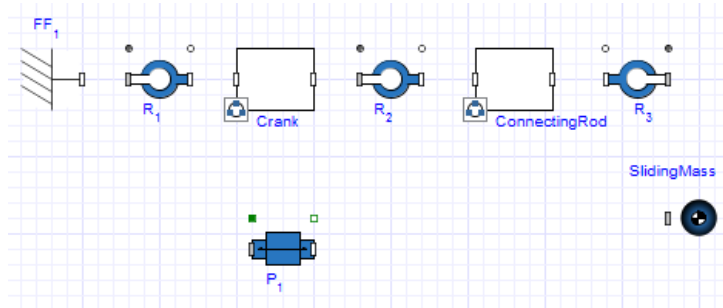 FF₁
R₁
Crank
R₂
ConnectingRod
R₃
SlidingMass
P₁